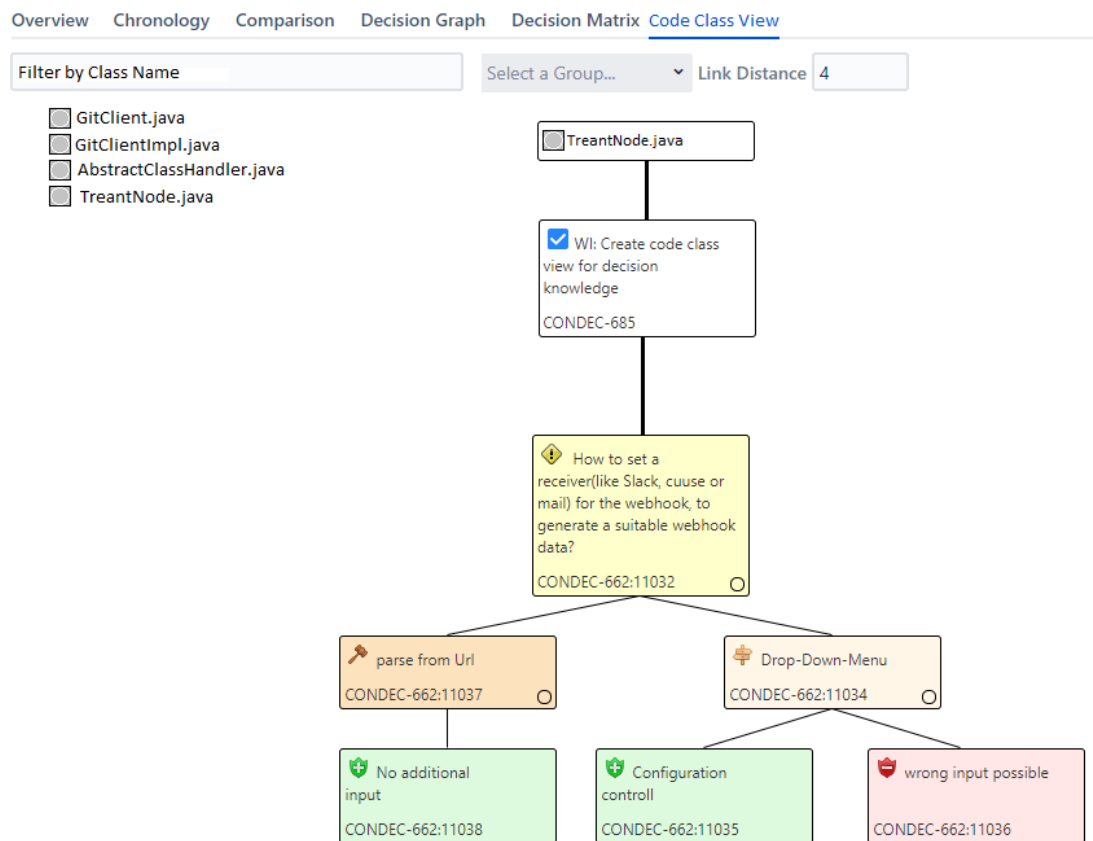 Overview Chronology Comparison Decision Graph Decision Matrix Code Class View
Filter by Class Name Select a Group... Link Distance 4
GitClient.java
GitClientImpl.java
AbstractClassHandler.java
TreantNode.java
TreantNode.java
WI: Create code class
view for decision
knowledge
CONDEC-685
How to set a
receiver(like Slack, cuuse or
mail) for the webhook, to
generate a suitable webhook
data?
CONDEC-662:11032
parse from Url
CONDEC-662:11037
Drop-Down-Menu
CONDEC-662:11034
No additional
input
CONDEC-662:11038
Configuration
controll
CONDEC-662:11035
wrong input possible
CONDEC-662:11036